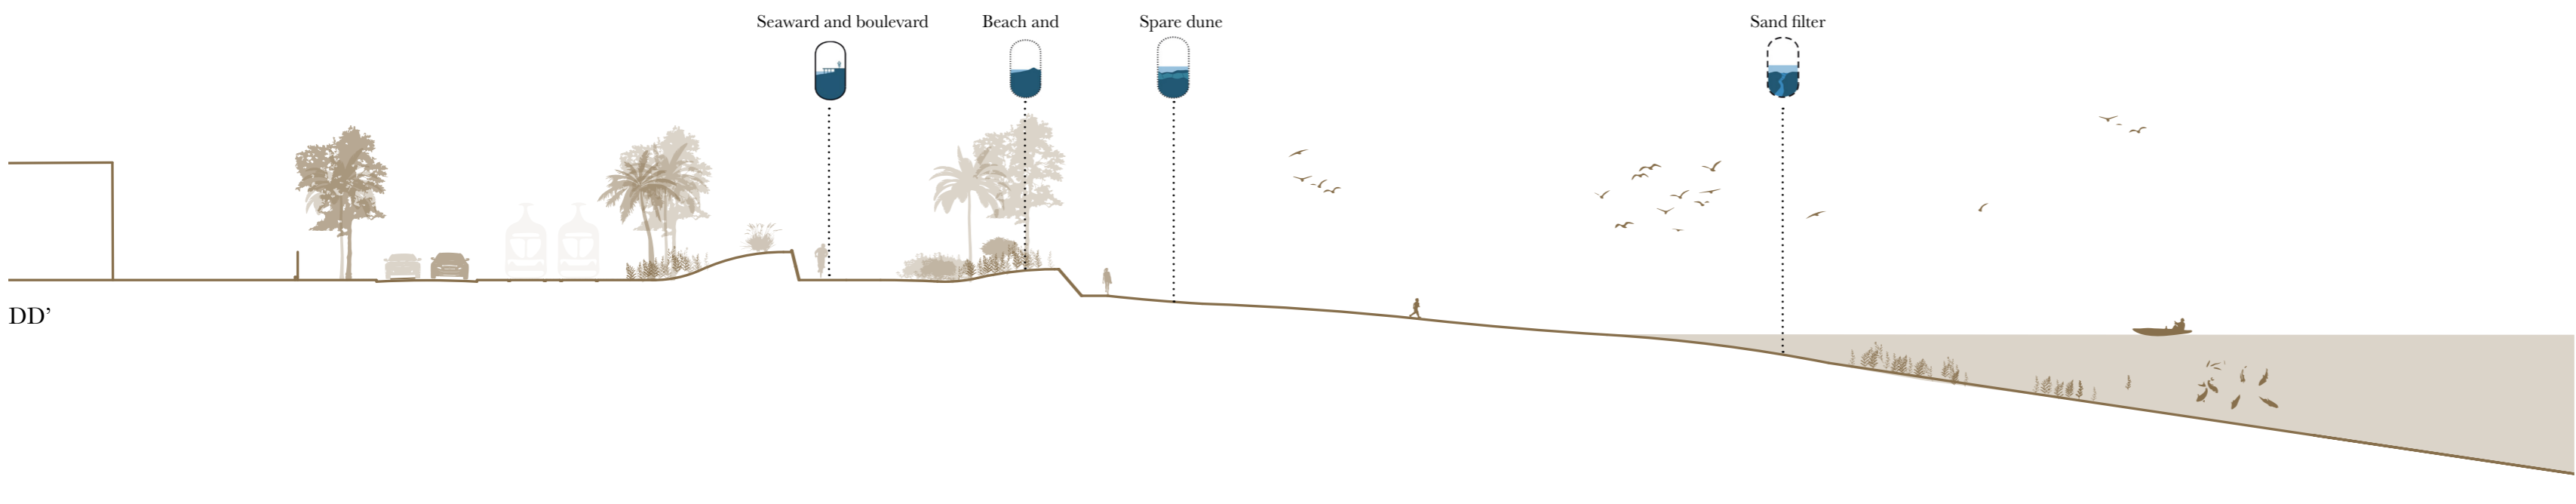 Seaward and boulevard
Beach and
Spare dune
Sand filter
DD’